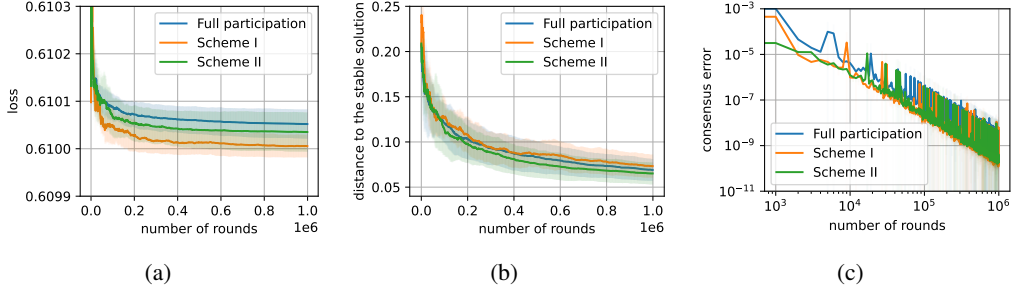 0.6103
0.6102
0.6101
0.6100
0.6099
loss
Full participation
Scheme I
Scheme II
0.0 0.2 0.4 0.6 0.8 1.0
number of rounds 1e6
(a)
0.25
0.20
0.15
0.10
0.05
distance to the stable solution
Full participation
Scheme I
Scheme II
0.0 0.2 0.4 0.6 0.8 1.0
number of rounds 1e6
(b)
10^−3
10^−5
10^−7
10^−9
10^−11
consensus error
Full participation
Scheme I
Scheme II
10^3 10^4 10^5 10^6
number of rounds
(c)